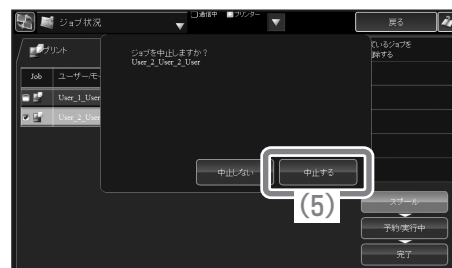 ジョブ状況
□通信中 ■プリンター
戻る
プリント
ジョブを中止しますか?
User_2_User_2_User
ているジョブを
除する
Job ユーザー/モー
User_1_User
User_2_User
中止しない
中止する
(5)
スプール
予約/実行中
完了